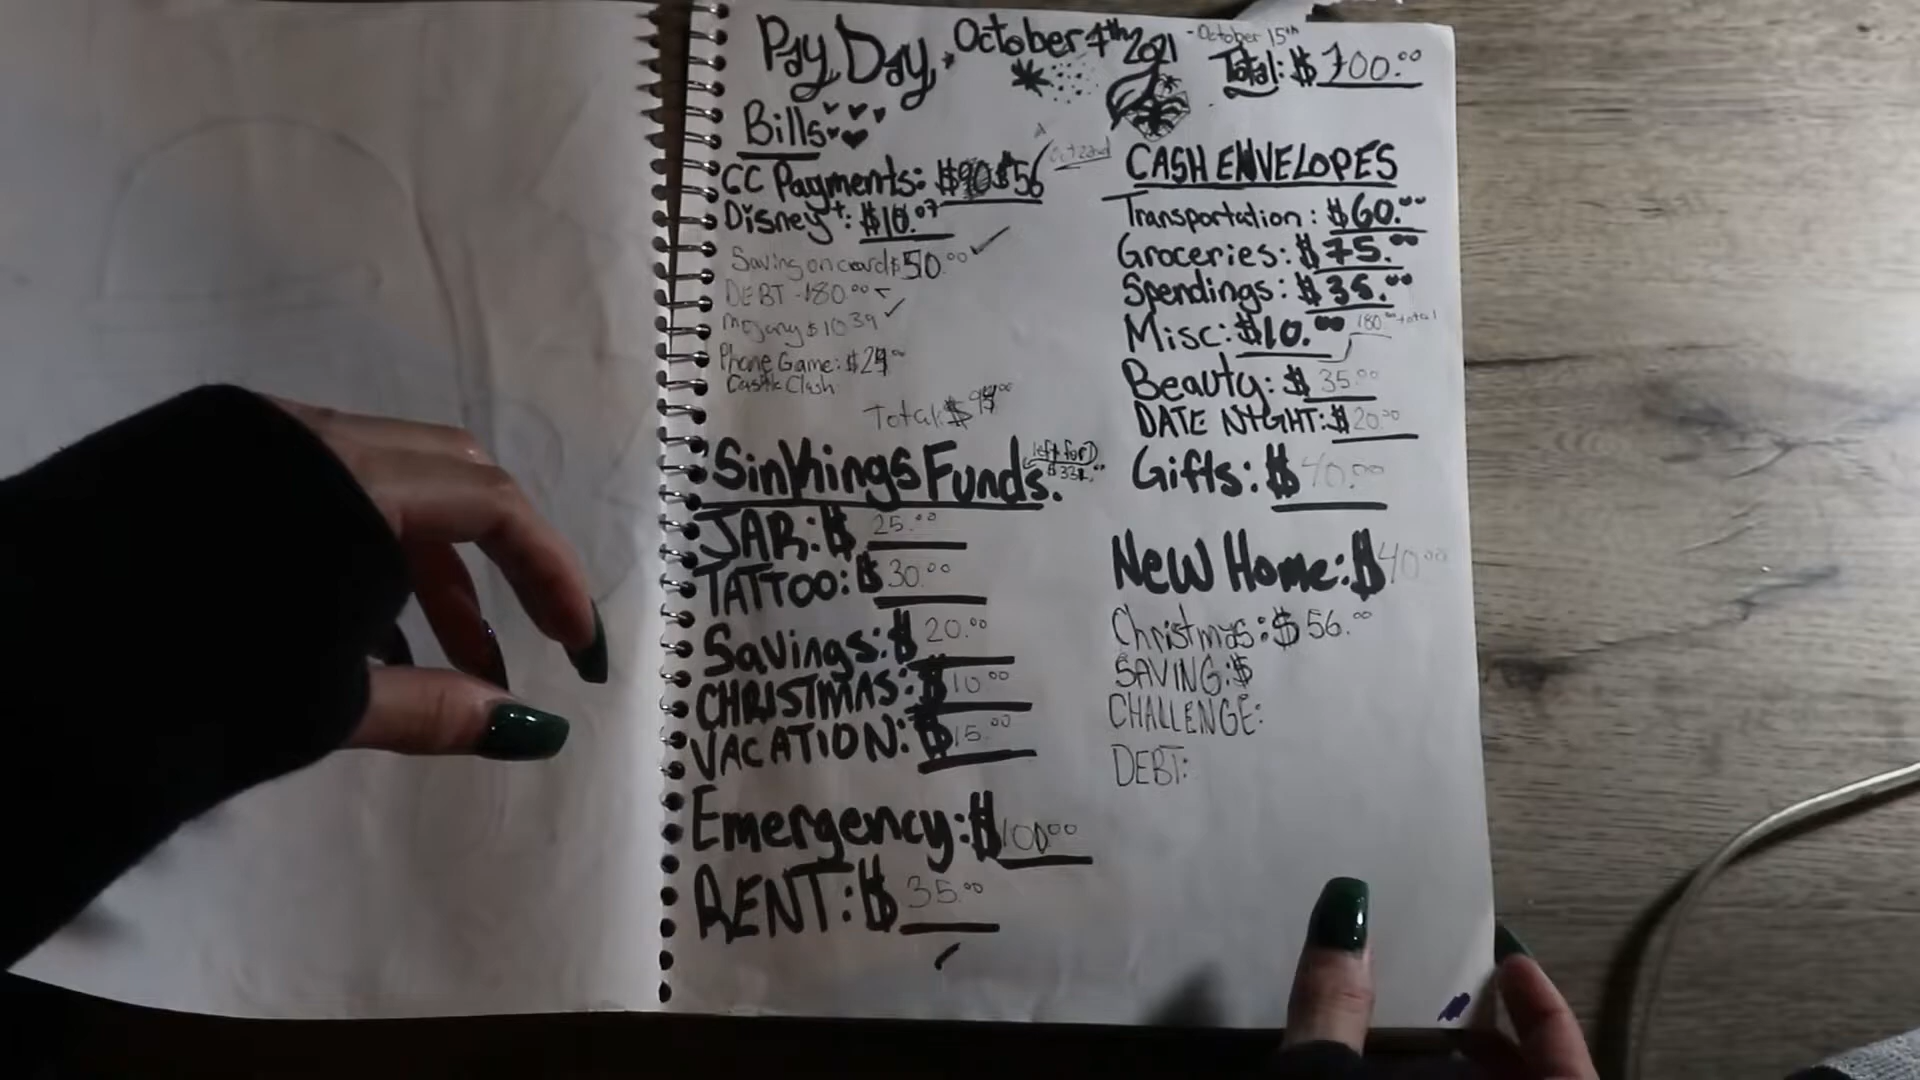 Pay Day October 4th 2021 - October 15th
Total: $ 700.00
Bills
CC Payments: $90 $56
Oct 22nd
Disney+: $10.07
Saving on card $50.00
DEBT - 180.00
$10 39
Phone Game: $29.00
Castle Clash
Total: $99.00
Sinkings Funds.
left for D
JAR: $ 25.00
TATTOO: $ 30.00
Savings: $ 20.00
CHRISTMAS: $ 10.00
VACATION: $ 15.00
Emergency: $ 100.00
RENT: $ 35.00
CASH ENVELOPES
Transportation: $60.00
Groceries: $75.00
Spendings: $35.00
Misc: $10.00
180.00 total
Beauty: $ 35.00
DATE NIGHT: $ 20.00
Gifts: $ 40.00
New Home: $ 40.00
Christmas: $ 56.00
SAVING: $
CHALLENGE:
DEBT: